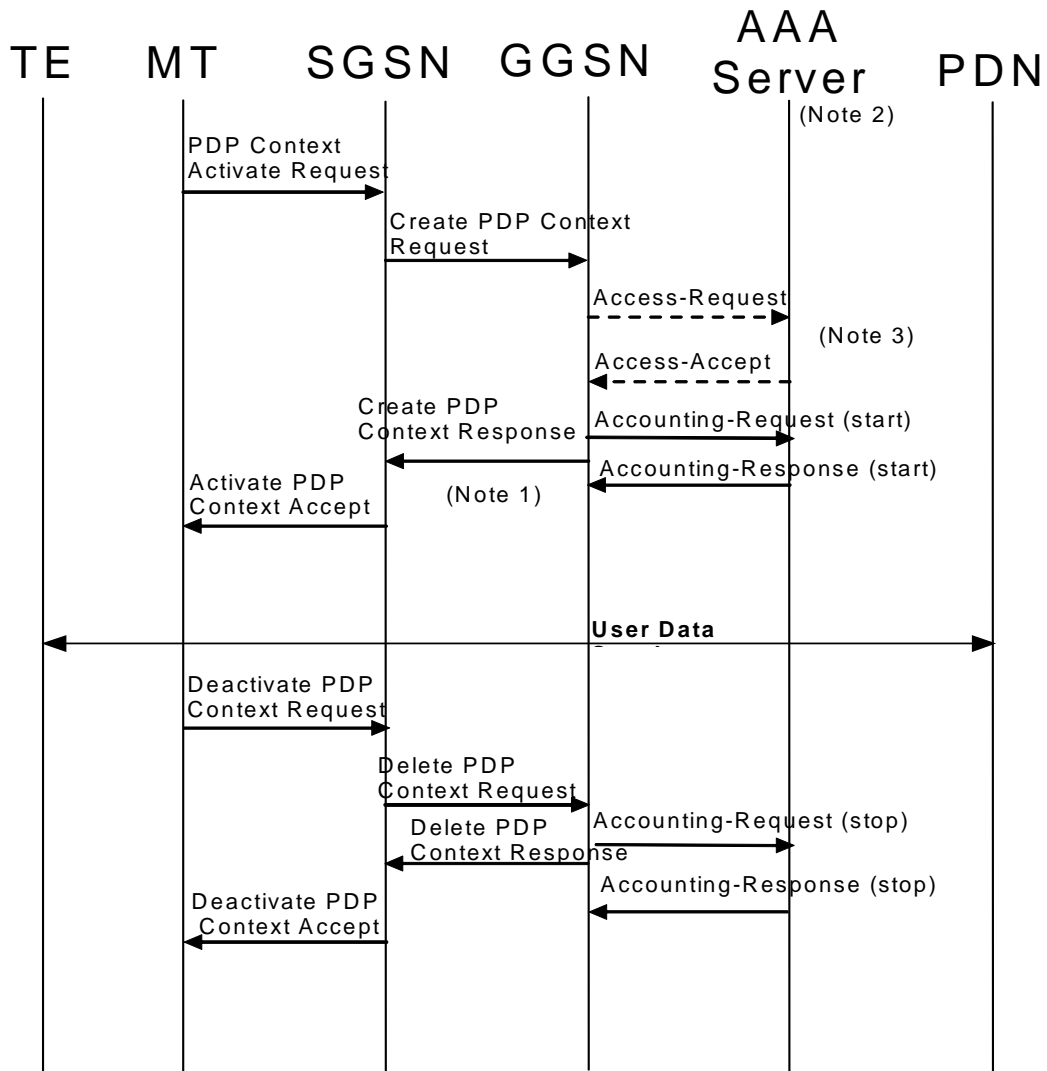 TE
MT
SGSN
GGSN
AAA
Server
PDN
(Note 2)
PDP Context
Activate Request
Create PDP Context
Request
Access-Request
(Note 3)
Access-Accept
Create PDP
Context Response
Accounting-Request (start)
Accounting-Response (start)
(Note 1)
Activate PDP
Context Accept
User Data
Deactivate PDP
Context Request
Delete PDP
Context Request
Accounting-Request (stop)
Delete PDP
Context Response
Accounting-Response (stop)
Deactivate PDP
Context Accept